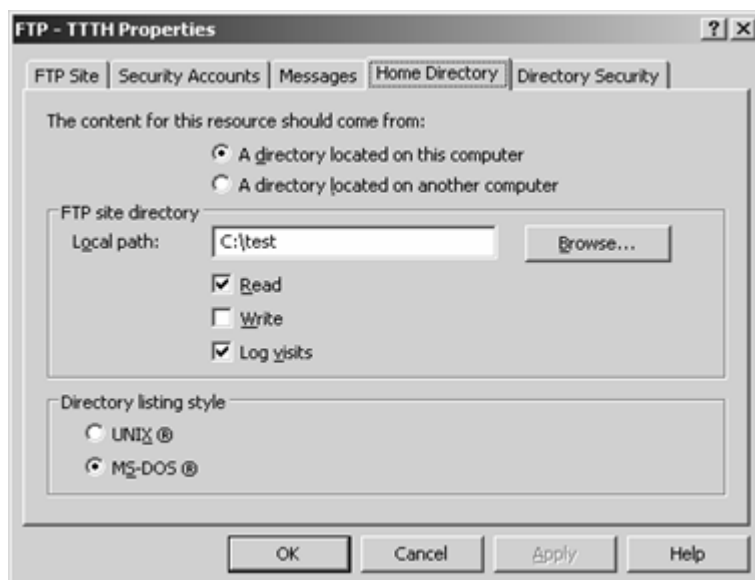 FTP - TTTH Properties
FTP Site Security Accounts Messages Home Directory Directory Security
The content for this resource should come from:
A directory located on this computer
A directory located on another computer
FTP site directory
Local path: C:\test Browse...
Read
Write
Log visits
Directory listing style
UNIX ®
MS-DOS ®
OK Cancel Apply Help